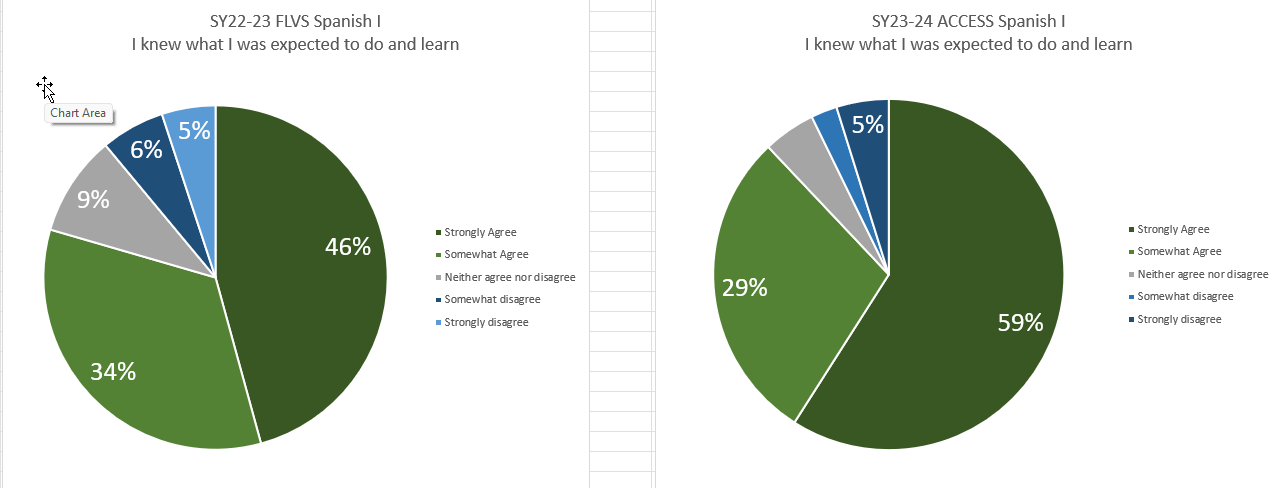 SY22-23 FLVS Spanish I
I knew what I was expected to do and learn
Chart Area
5%
6%
9%
46%
34%
Strongly Agree
Somewhat Agree
Neither agree nor disagree
Somewhat disagree
Strongly disagree
SY23-24 ACCESS Spanish I
I knew what I was expected to do and learn
5%
29%
59%
Strongly Agree
Somewhat Agree
Neither agree nor disagree
Somewhat disagree
Strongly disagree